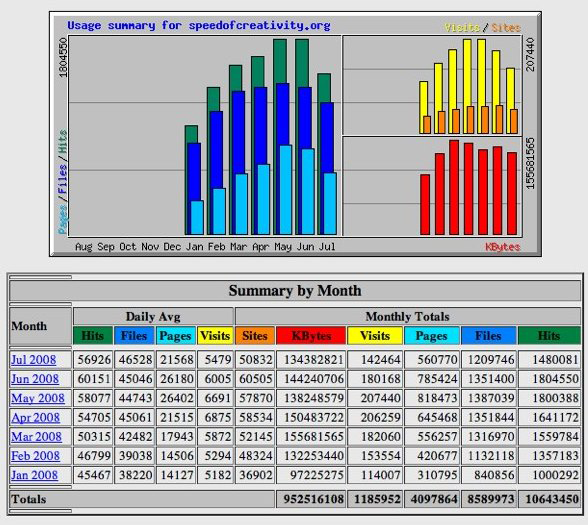 Usage summary for speedofcreativity.org
Visits / Sites
1804550
207440
Pages / Files / Hits
155681565
Aug Sep Oct Nov Dec Jan Feb Mar Apr May Jun Jul
KBytes
Summary by Month
Month Daily Avg Monthly Totals
Hits Files Pages Visits Sites KBytes Visits Pages Files Hits
Jul 2008 56926 46528 21568 5479 50832 134382821 142464 560770 1209746 1480081
Jun 2008 60151 45046 26180 6005 60505 144240706 180168 785424 1351400 1804550
May 2008 58077 44743 26402 6691 57870 138248579 207440 818473 1387039 1800388
Apr 2008 54705 45061 21515 6875 58534 150483722 206259 645468 1351844 1641172
Mar 2008 50315 42482 17943 5872 52145 155681565 182060 556257 1316970 1559784
Feb 2008 46799 39038 14506 5294 48324 132253440 153554 420677 1132118 1357183
Jan 2008 45467 38220 14127 5182 36902 97225275 114007 310795 840856 1000292
Totals 952516108 1185952 4097864 8589973 10643450